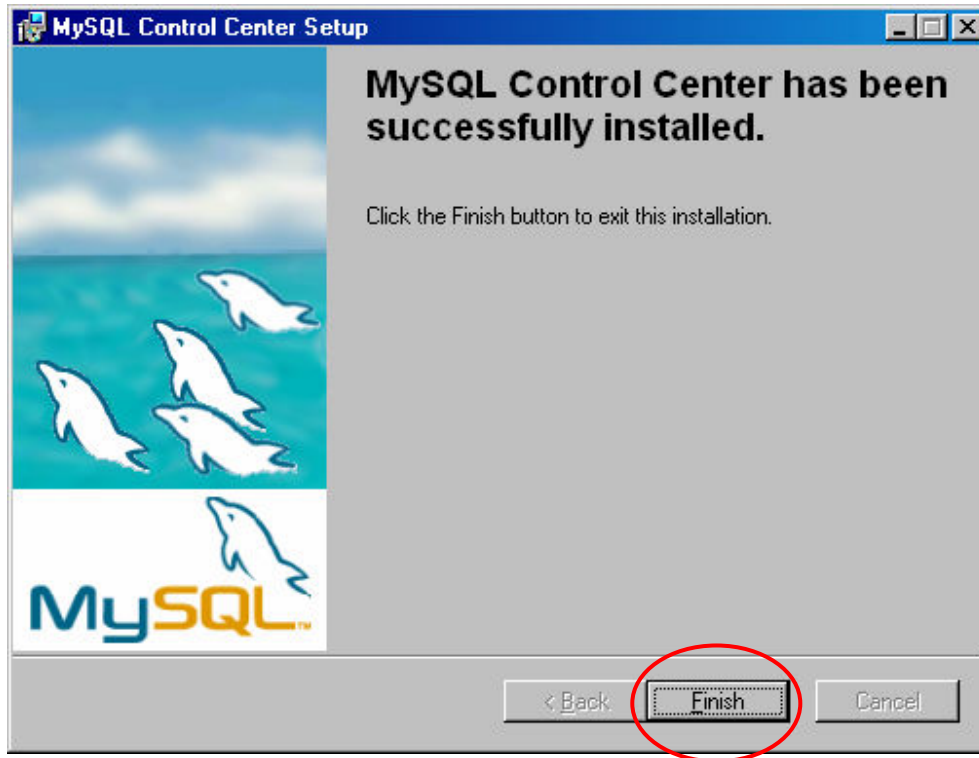 MySQL Control Center Setup
MySQL Control Center has been
successfully installed.
Click the Finish button to exit this installation.
MySQL™
< Back
Finish
Cancel